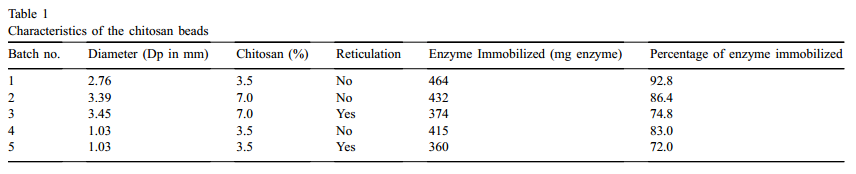 Table 1
Characteristics of the chitosan beads
Batch no. Diameter (Dp in mm) Chitosan (%) Reticulation Enzyme Immobilized (mg enzyme) Percentage of enzyme immobilized
1 2.76 3.5 No 464 92.8
2 3.39 7.0 No 432 86.4
3 3.45 7.0 Yes 374 74.8
4 1.03 3.5 No 415 83.0
5 1.03 3.5 Yes 360 72.0